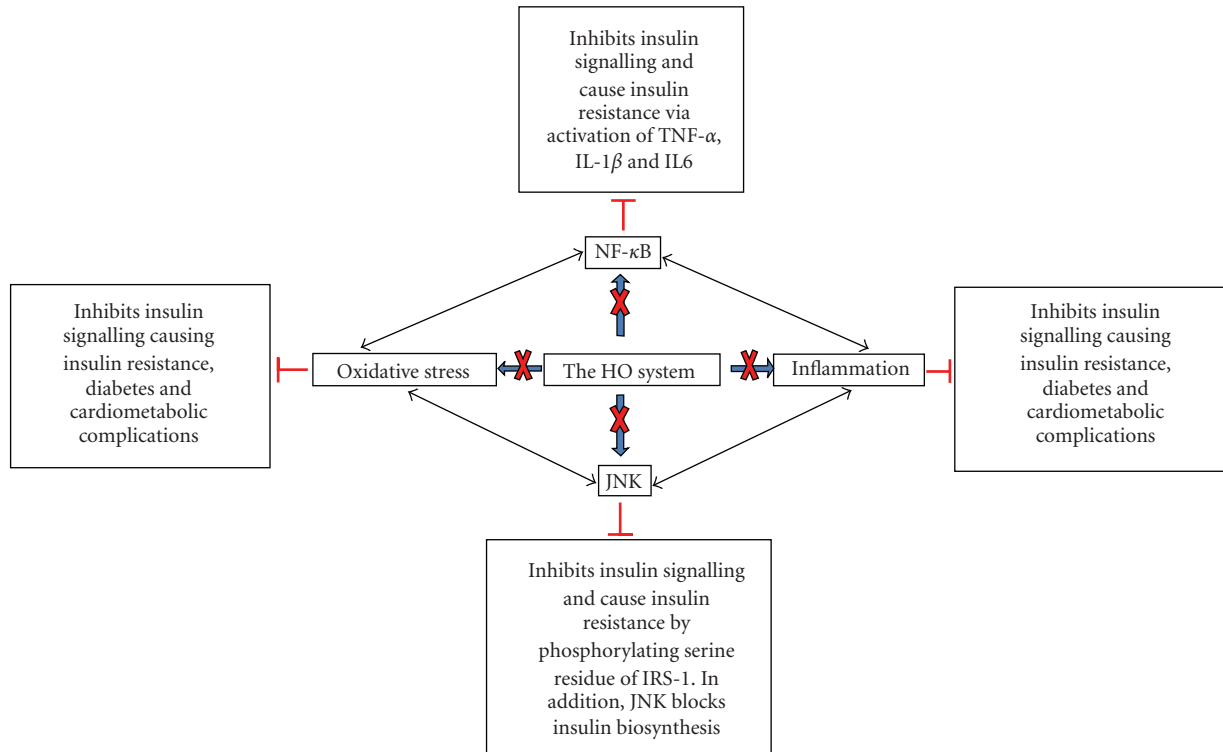 Inhibits insulin
signalling and
cause insulin
resistance via
activation of TNF-α,
IL-1β and IL6
NF-κB
Inhibits insulin
signalling causing
insulin resistance,
diabetes and
cardiometabolic
complications
Oxidative stress
The HO system
Inflammation
Inhibits insulin
signalling causing
insulin resistance,
diabetes and
cardiometabolic
complications
JNK
Inhibits insulin signalling
and cause insulin
resistance by
phosphorylating serine
residue of IRS-1. In
addition, JNK blocks
insulin biosynthesis